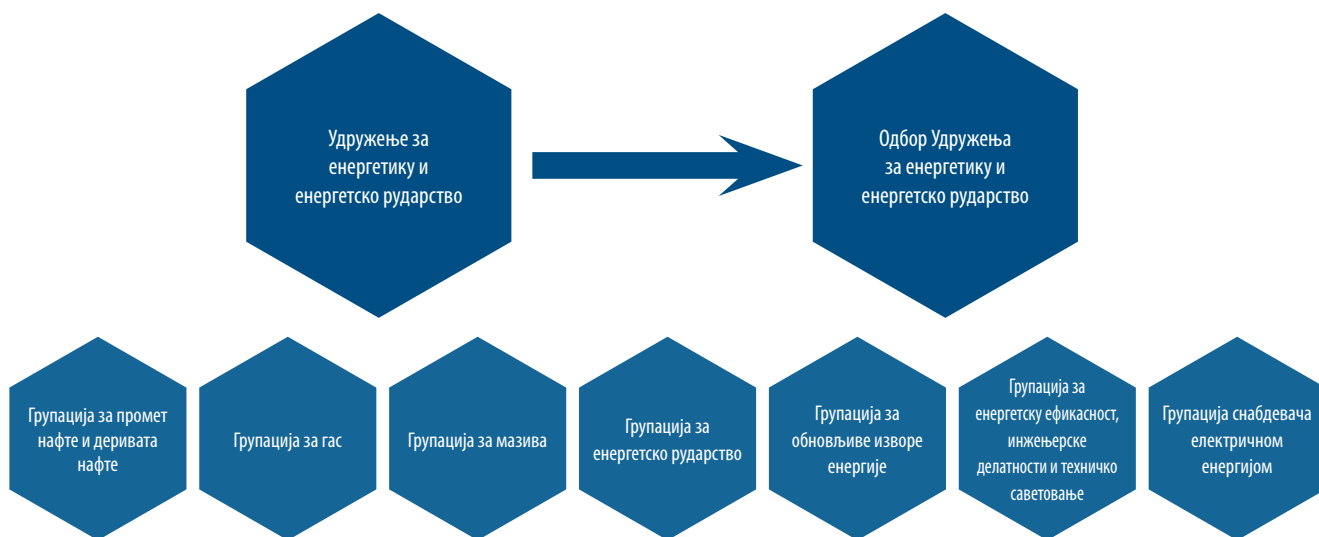 Удружење за
енергетику и
енергетско рударство
Одбор Удружења
за енергетику и
енергетско рударство
Групација за промет
нафте и деривата
нафте
Групација за гас
Групација за мазива
Групација за
енергетско рударство
Групација за
обновљиве изворе
енергије
Групација за
енергетску ефикасност,
инжењерске
делатности и техничко
саветовање
Групација снабдевача
електричном
енергијом